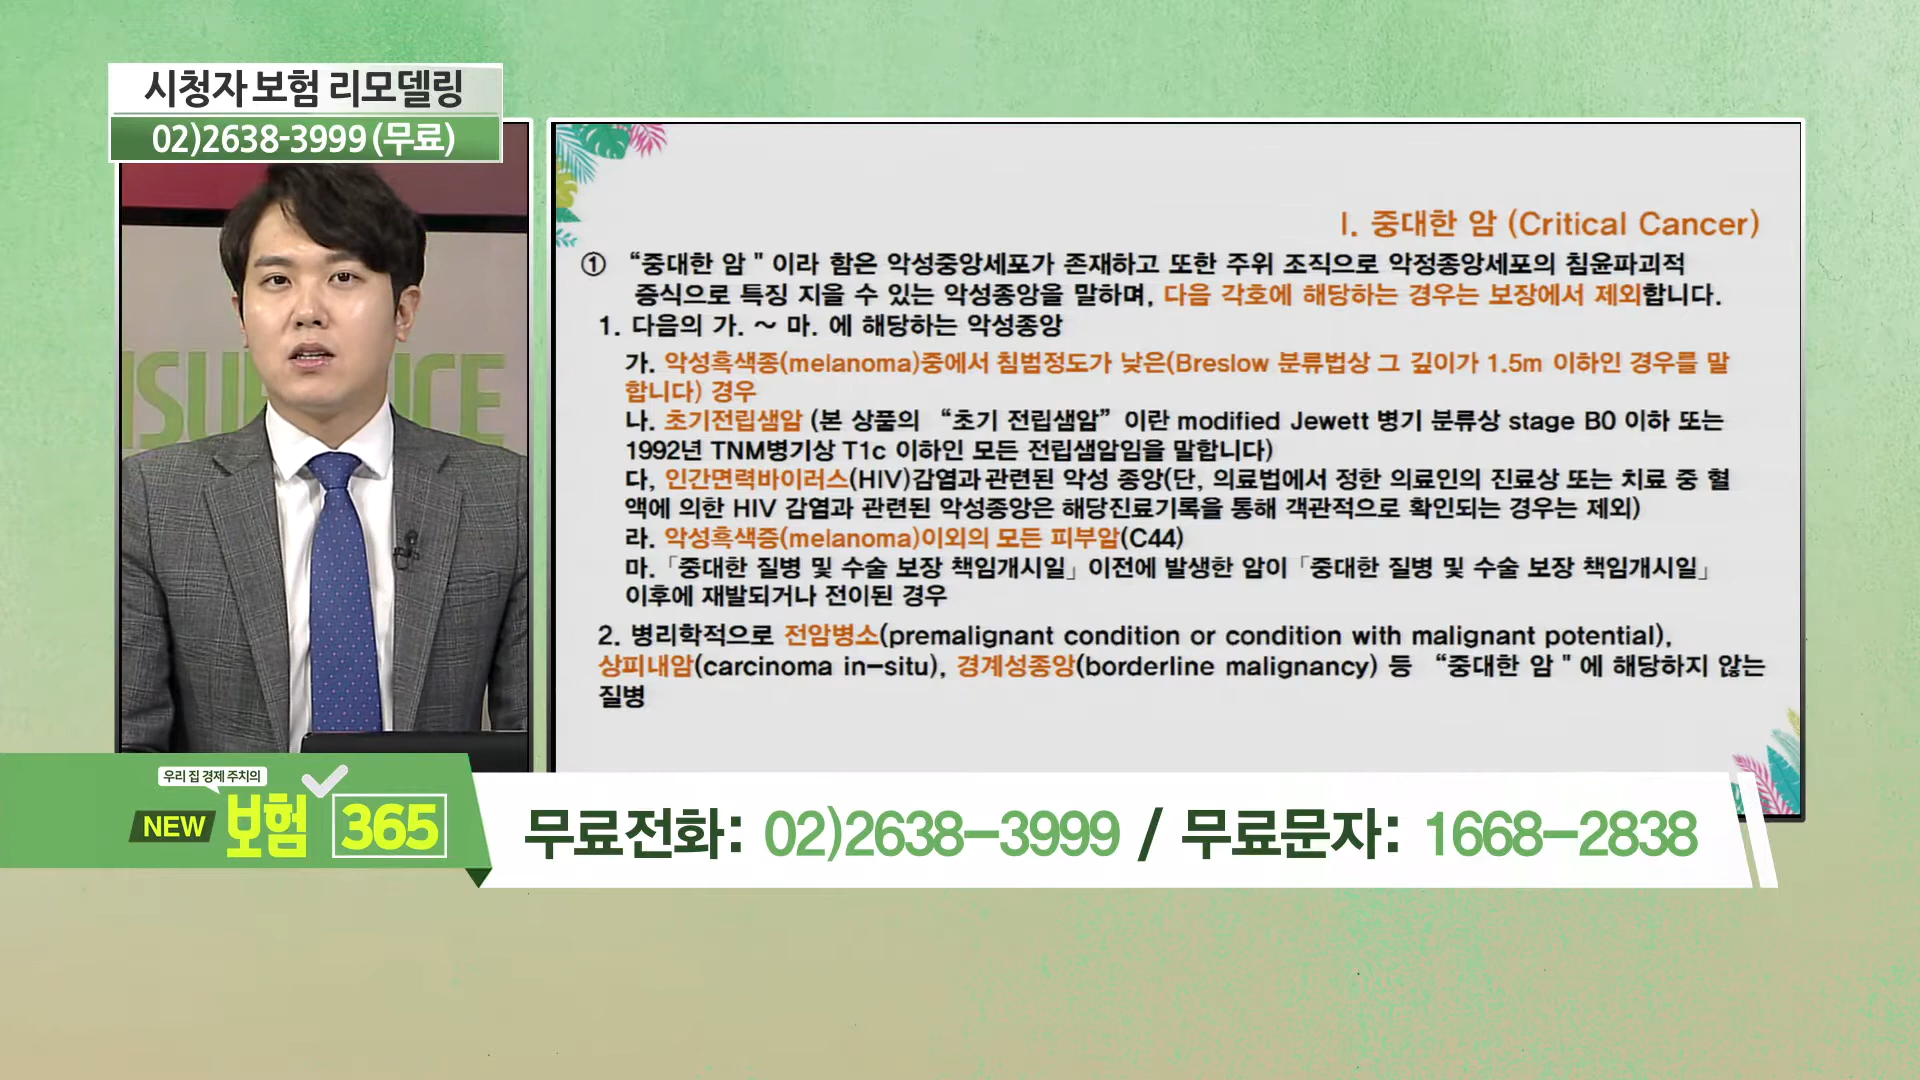 시청자 보험 리모델링
02)2638-3999 (무료)
NSU
CE
I. 중대한 암 (Critical Cancer)
① “중대한 암 " 이라 함은 악성중앙세포가 존재하고 또한 주위 조직으로 악정종앙세포의 침윤파괴적
증식으로 특징 지을 수 있는 악성종앙을 말하며, 다음 각호에 해당하는 경우는 보장에서 제외합니다.
1. 다음의 가. ~ 마. 에 해당하는 악성종앙
가. 악성흑색종(melanoma)중에서 침범정도가 낮은(Breslow 분류법상 그 깊이가 1.5m 이하인 경우를 말
합니다) 경우
나. 초기전립샘암 (본 상품의 “초기 전립샘암” 이란 modified Jewett 병기 분류상 stage B0 이하 또는
1992년 TNM병기상 T1c 이하인 모든 전립샘암임을 말합니다)
다, 인간면력바이러스(HIV)감염과 관련된 악성 종앙(단, 의료법에서 정한 의료인의 진료상 또는 치료 중 혈
액에 의한 HIV 감염과 관련된 악성종앙은 해당진료기록을 통해 객관적으로 확인되는 경우는 제외)
라. 악성흑색증(melanoma)이외의 모든 피부암(C44)
마.「중대한 질병 및 수술 보장 책임개시일」이전에 발생한 암이「중대한 질병 및 수술 보장 책임개시일」
이후에 재발되거나 전이된 경우
2. 병리학적으로 전암병소(premalignant condition or condition with malignant potential),
상피내암(carcinoma in-situ), 경계성종앙(borderline malignancy) 등 “중대한 암 " 에 해당하지 않는
질병
우리 집 경제 주치의
NEW 보험 365
무료전화: 02)2638-3999 / 무료문자: 1668-2838